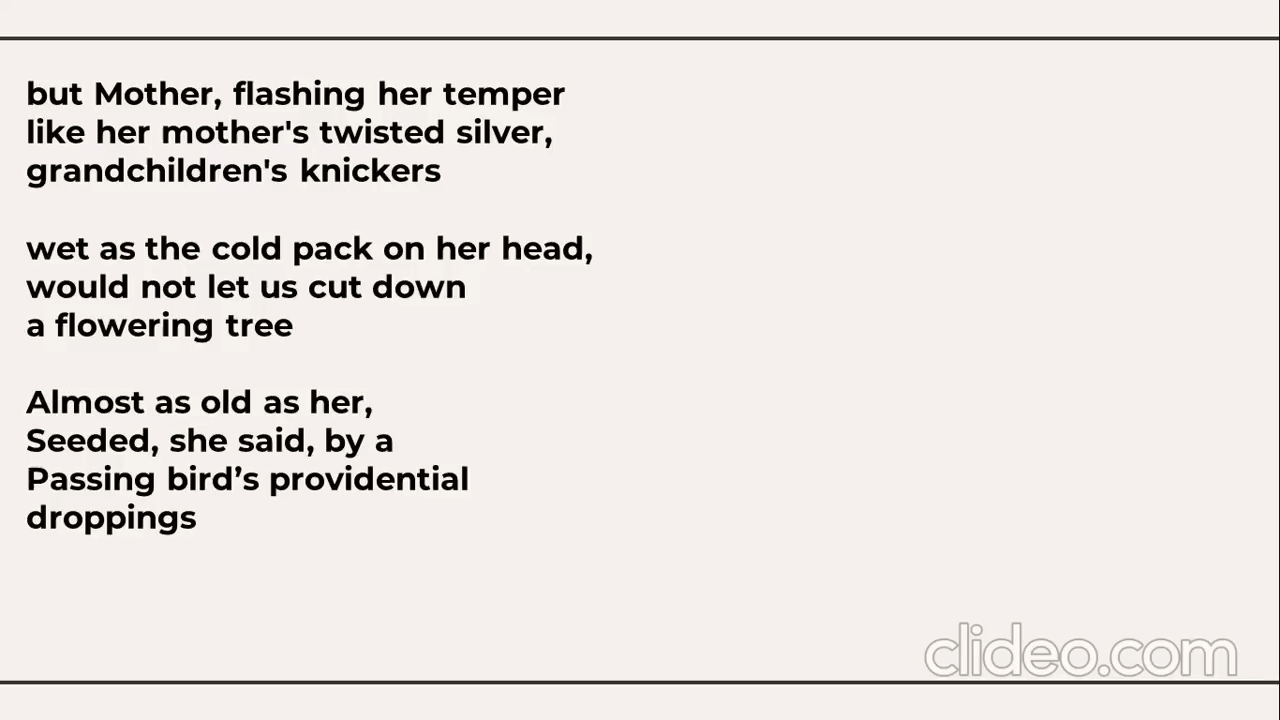 but Mother, flashing her temper
like her mother's twisted silver,
grandchildren's knickers
wet as the cold pack on her head,
would not let us cut down
a flowering tree
Almost as old as her,
Seeded, she said, by a
Passing bird’s providential
droppings
clideo.com